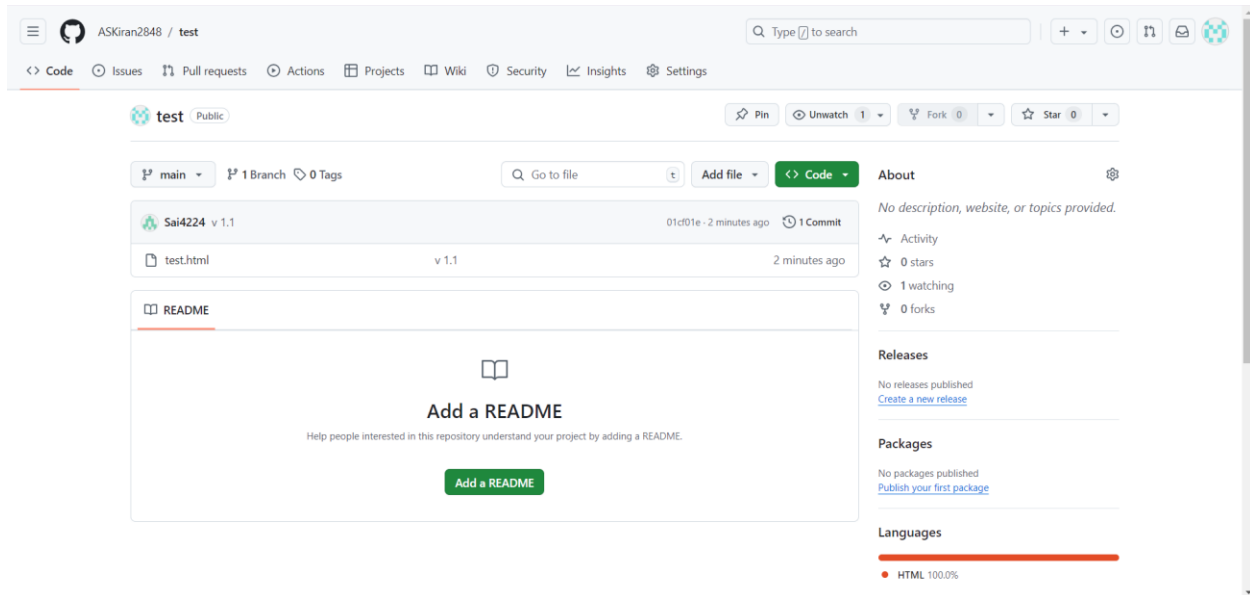 ASKiran2848 / test
Type / to search
Code Issues Pull requests Actions Projects Wiki Security Insights Settings
test Public
Pin Unwatch 1 Fork 0 Star 0
main 1 Branch 0 Tags
Go to file t Add file Code
Sai4224 v 1.1 01cf01e · 2 minutes ago 1 Commit
test.html v 1.1 2 minutes ago
README
Add a README
Help people interested in this repository understand your project by adding a README.
Add a README
About
No description, website, or topics provided.
Activity
0 stars
1 watching
0 forks
Releases
No releases published
Create a new release
Packages
No packages published
Publish your first package
Languages
HTML 100.0%